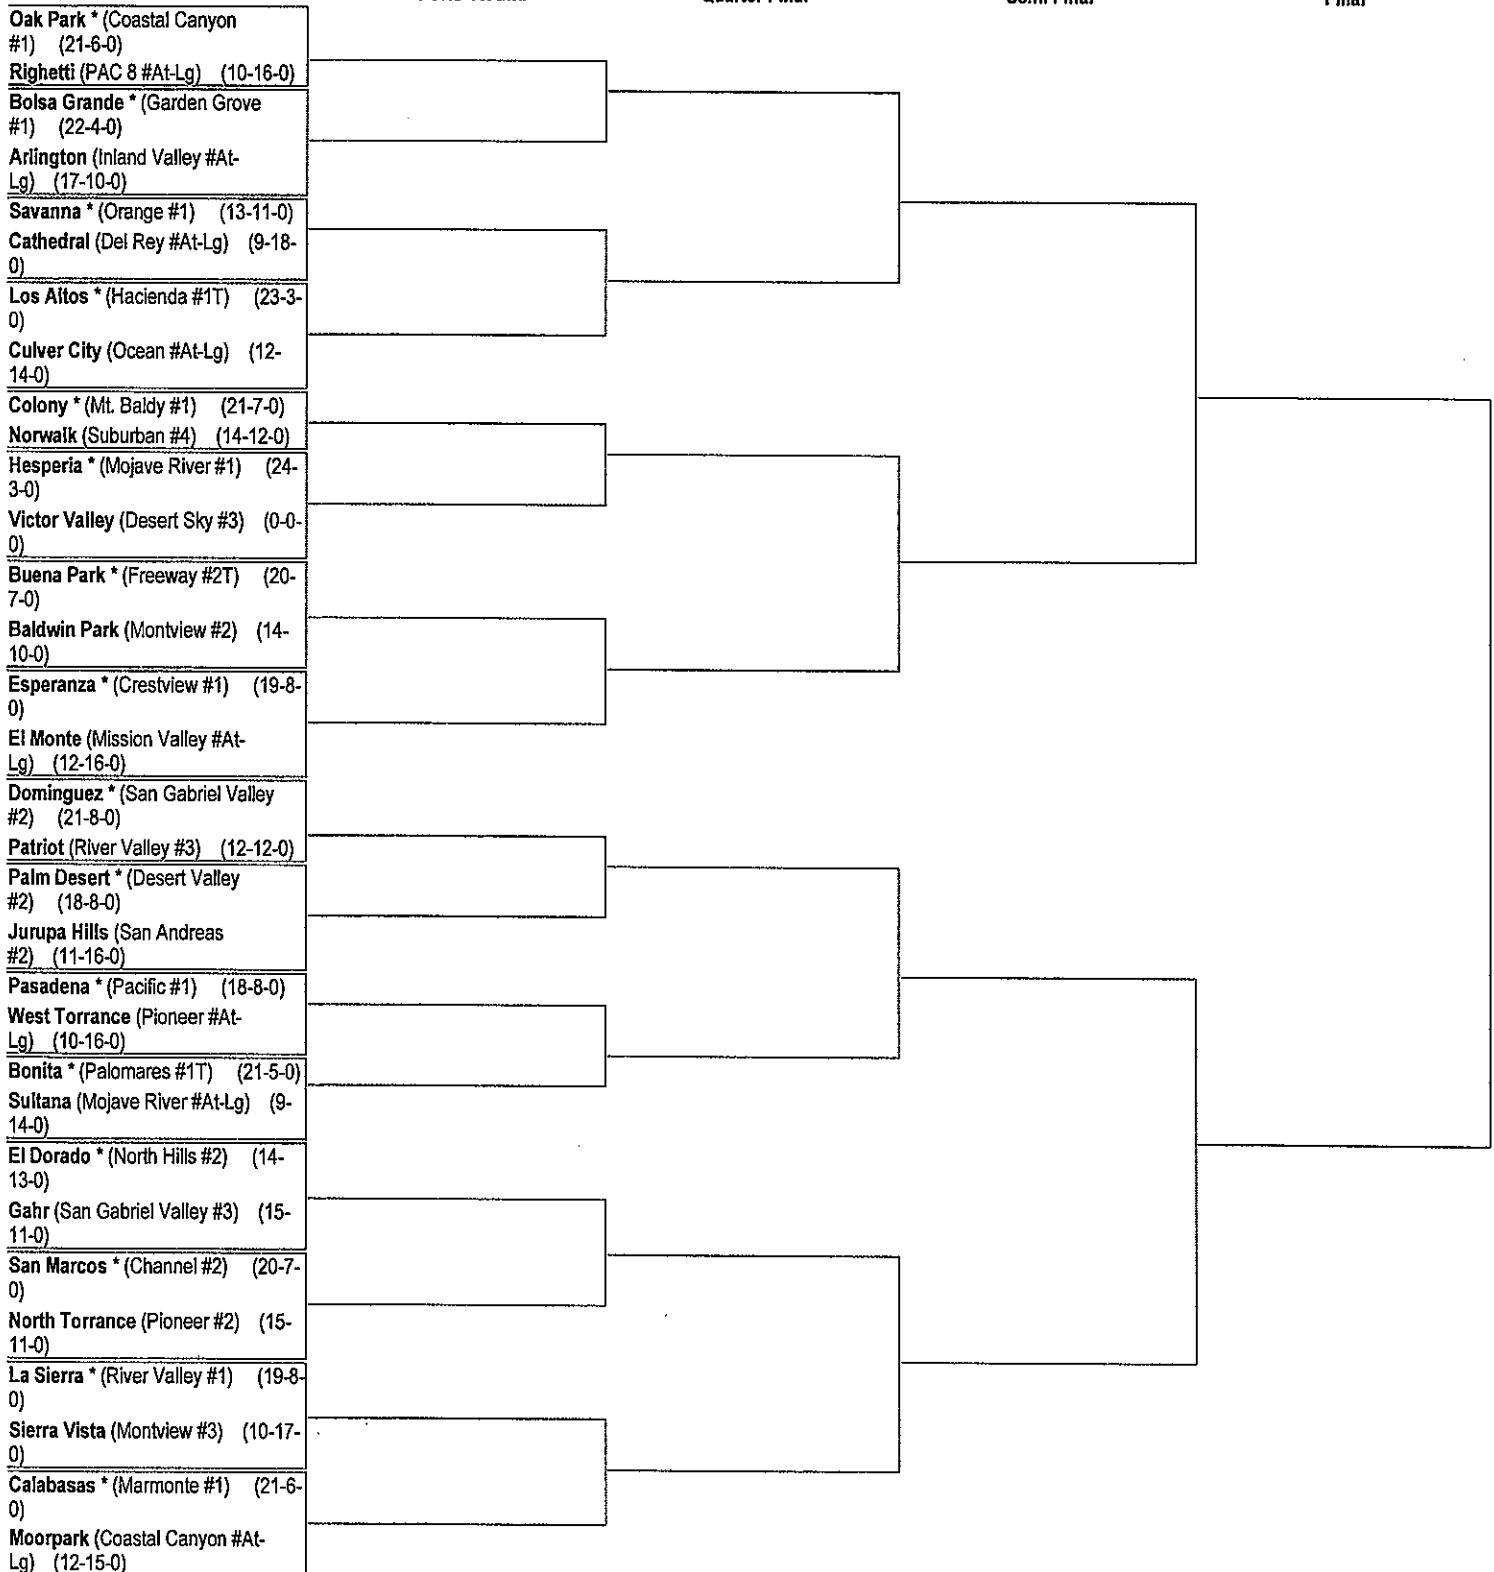 Quarter Final
Semi Final
Final
Oak Park * (Coastal Canyon
#1) (21-6-0)
Righetti (PAC 8 #At-Lg) (10-16-0)
Bolsa Grande * (Garden Grove
#1) (22-4-0)
Arlington (Inland Valley #At-
Lg) (17-10-0)
Savanna * (Orange #1) (13-11-0)
Cathedral (Del Rey #At-Lg) (9-18-
0)
Los Altos * (Hacienda #1T) (23-3-
0)
Culver City (Ocean #At-Lg) (12-
14-0)
Colony * (Mt. Baldy #1) (21-7-0)
Norwalk (Suburban #4) (14-12-0)
Hesperia * (Mojave River #1) (24-
3-0)
Victor Valley (Desert Sky #3) (0-0-
0)
Buena Park * (Freeway #2T) (20-
7-0)
Baldwin Park (Montview #2) (14-
10-0)
Esperanza * (Crestview #1) (19-8-
0)
El Monte (Mission Valley #At-
Lg) (12-16-0)
Dominguez * (San Gabriel Valley
#2) (21-8-0)
Patriot (River Valley #3) (12-12-0)
Palm Desert * (Desert Valley
#2) (18-8-0)
Jurupa Hills (San Andreas
#2) (11-16-0)
Pasadena * (Pacific #1) (18-8-0)
West Torrance (Pioneer #At-
Lg) (10-16-0)
Bonita * (Palomares #1T) (21-5-0)
Sultana (Mojave River #At-Lg) (9-
14-0)
El Dorado * (North Hills #2) (14-
13-0)
Gahr (San Gabriel Valley #3) (15-
11-0)
San Marcos * (Channel #2) (20-7-
0)
North Torrance (Pioneer #2) (15-
11-0)
La Sierra * (River Valley #1) (19-8-
0)
Sierra Vista (Montview #3) (10-17-
0)
Calabasas * (Marmonte #1) (21-6-
0)
Moorpark (Coastal Canyon #At-
Lg) (12-15-0)